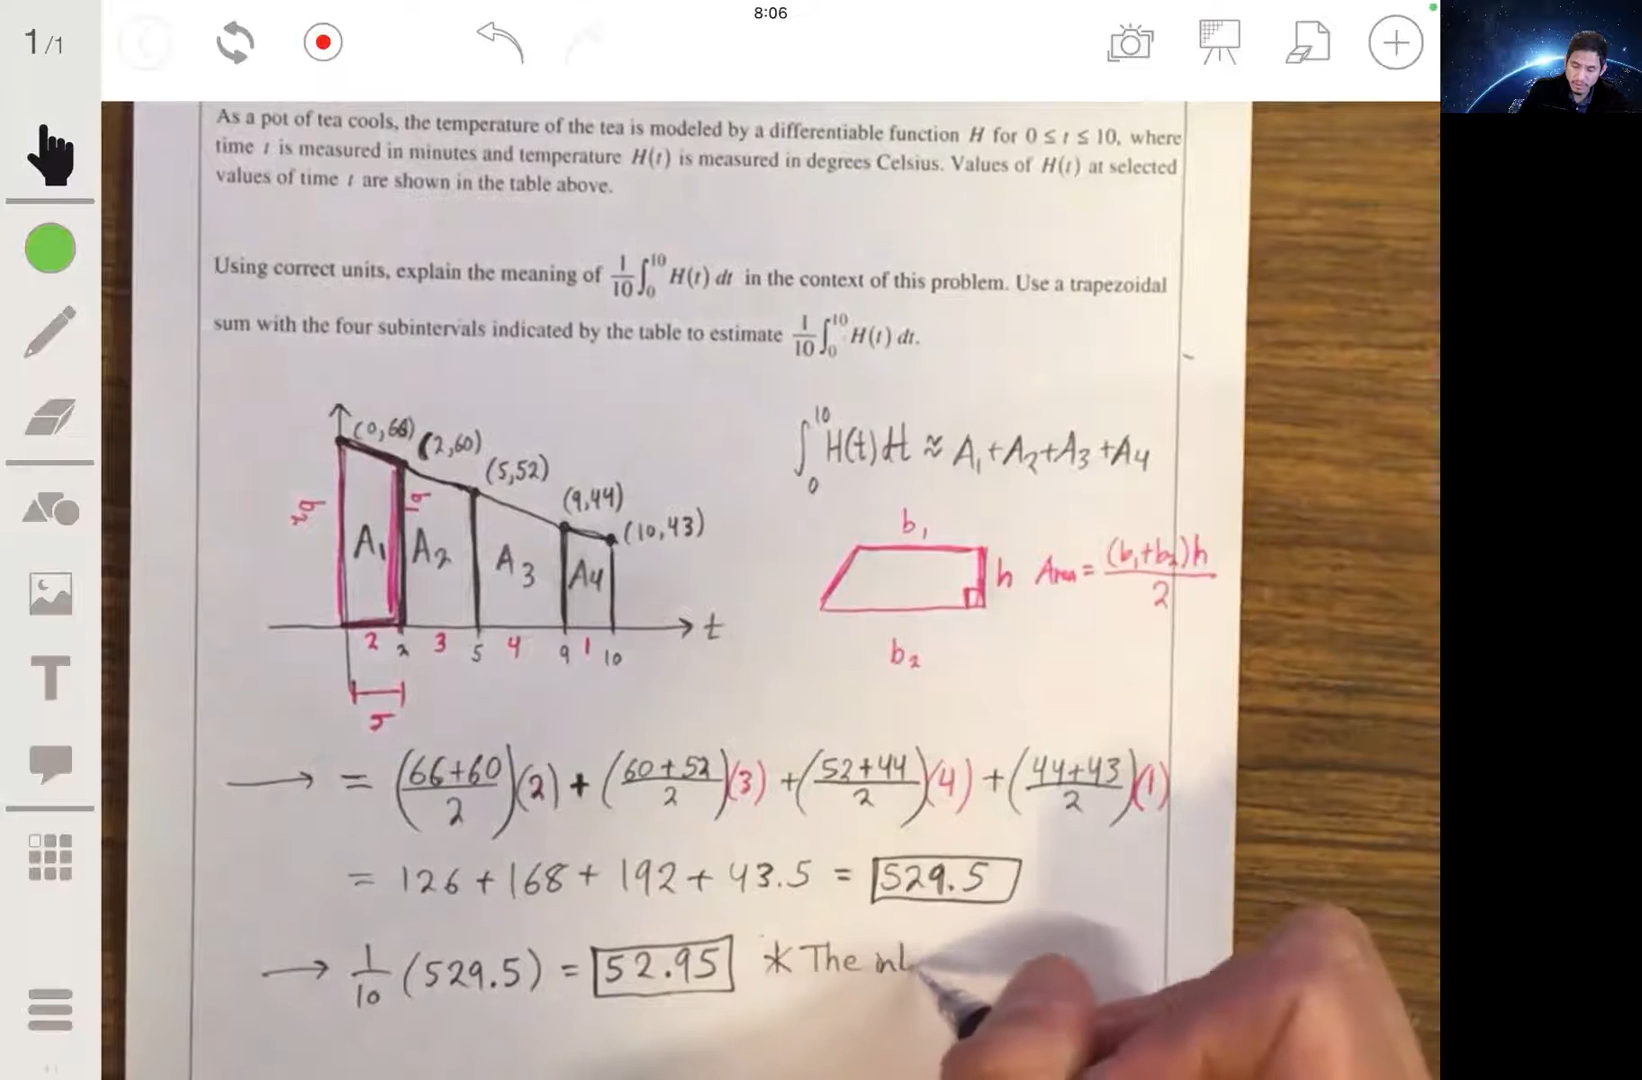 8:06
1/1
As a pot of tea cools, the temperature of the tea is modeled by a differentiable function H for 0 ≤ t ≤ 10, where
time t is measured in minutes and temperature H(t) is measured in degrees Celsius. Values of H(t) at selected
values of time t are shown in the table above.
Using correct units, explain the meaning of 1/10 ∫₀¹⁰ H(t) dt in the context of this problem. Use a trapezoidal
sum with the four subintervals indicated by the table to estimate 1/10 ∫₀¹⁰ H(t) dt.
(0,66) (2,60)
(5,52)
(9,44)
(10,43)
b₂ b₁
A₁ A₂ A₃ A₄
t
2 2 3 5 4 9 1 10
∫₀¹⁰ H(t)dt ≈ A₁+A₂+A₃+A₄
b₁
h Area = (b₁+b₂)h/2
b₂
→ = ((66+60)/2)(2) + ((60+52)/2)(3) + ((52+44)/2)(4) + ((44+43)/2)(1)
= 126 + 168 + 192 + 43.5 = 529.5
→ 1/10 (529.5) = 52.95 * The
T